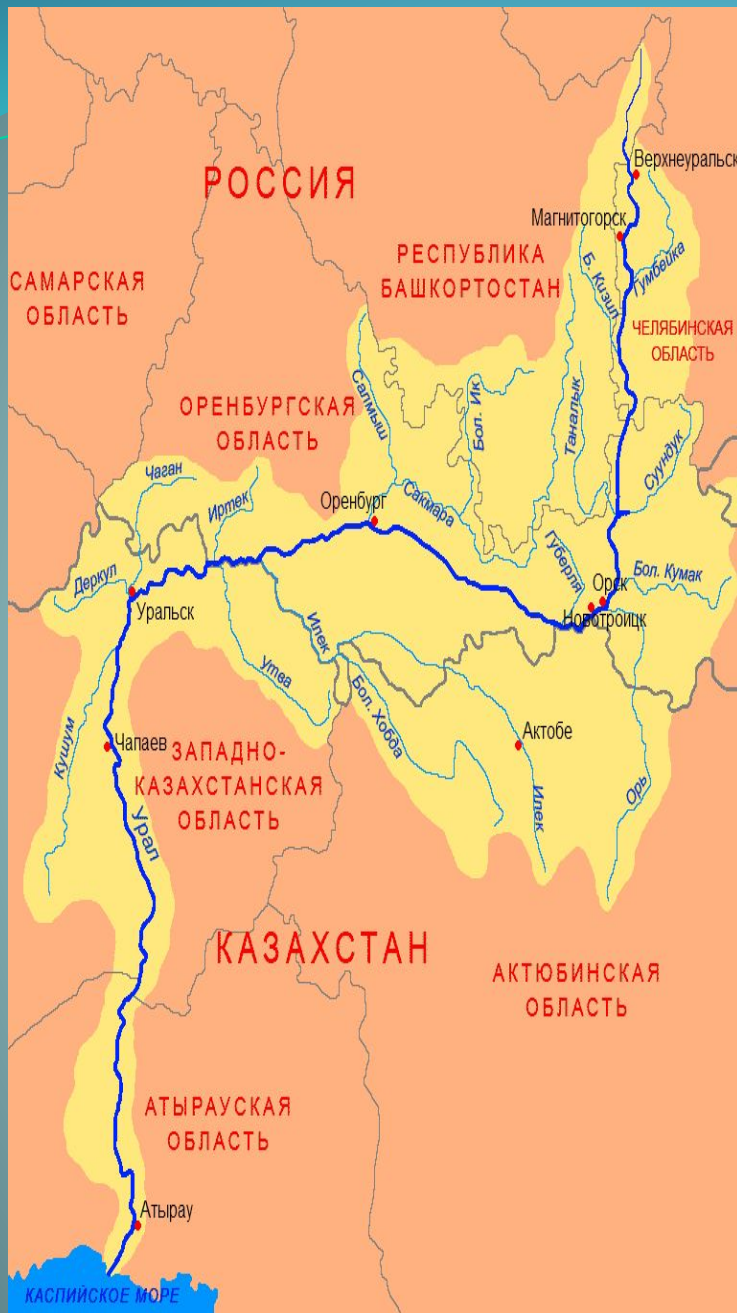 Верхнеуральск
РОССИЯ
Магнитогорск
РЕСПУБЛИКА
БАШКОРТОСТАН
Б. Кизил
Гумбейка
САМАРСКАЯ
ОБЛАСТЬ
ЧЕЛЯБИНСКАЯ
ОБЛАСТЬ
Салмыш
Бол. Ик
Таналык
ОРЕНБУРГСКАЯ
ОБЛАСТЬ
Суундук
Чаган
Иртек
Оренбург
Сакмара
Губерля
Деркул
Орск
Бол. Кумак
Уральск
Новотроицк
Илек
Утва
Бол. Хобда
Кушум
Чапаев
ЗАПАДНО-
КАЗАХСТАНСКАЯ
ОБЛАСТЬ
Актобе
Илек
Орь
Урал
КАЗАХСТАН
АКТЮБИНСКАЯ
ОБЛАСТЬ
АТЫРАУСКАЯ
ОБЛАСТЬ
Атырау
КАСПИЙСКОЕ МОРЕ